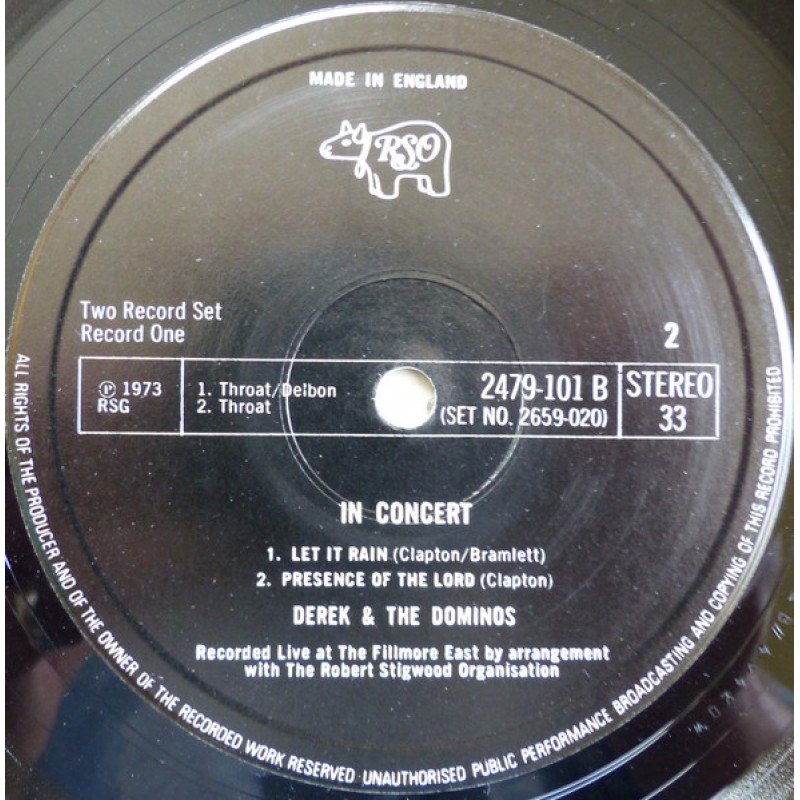 MADE IN ENGLAND
RSO
Two Record Set
Record One
2
℗ 1973
RSG
1. Throat/Delbon
2. Throat
2479-101 B
(SET NO. 2659-020)
STEREO
33
IN CONCERT
1. LET IT RAIN (Clapton/Bramlett)
2. PRESENCE OF THE LORD (Clapton)
DEREK & THE DOMINOS
Recorded Live at The Fillmore East by arrangement
with The Robert Stigwood Organisation
ALL RIGHTS OF THE PRODUCER AND OF THE OWNER OF THE RECORDED WORK RESERVED · UNAUTHORISED PUBLIC PERFORMANCE BROADCASTING AND COPYING OF THIS RECORD PROHIBITED